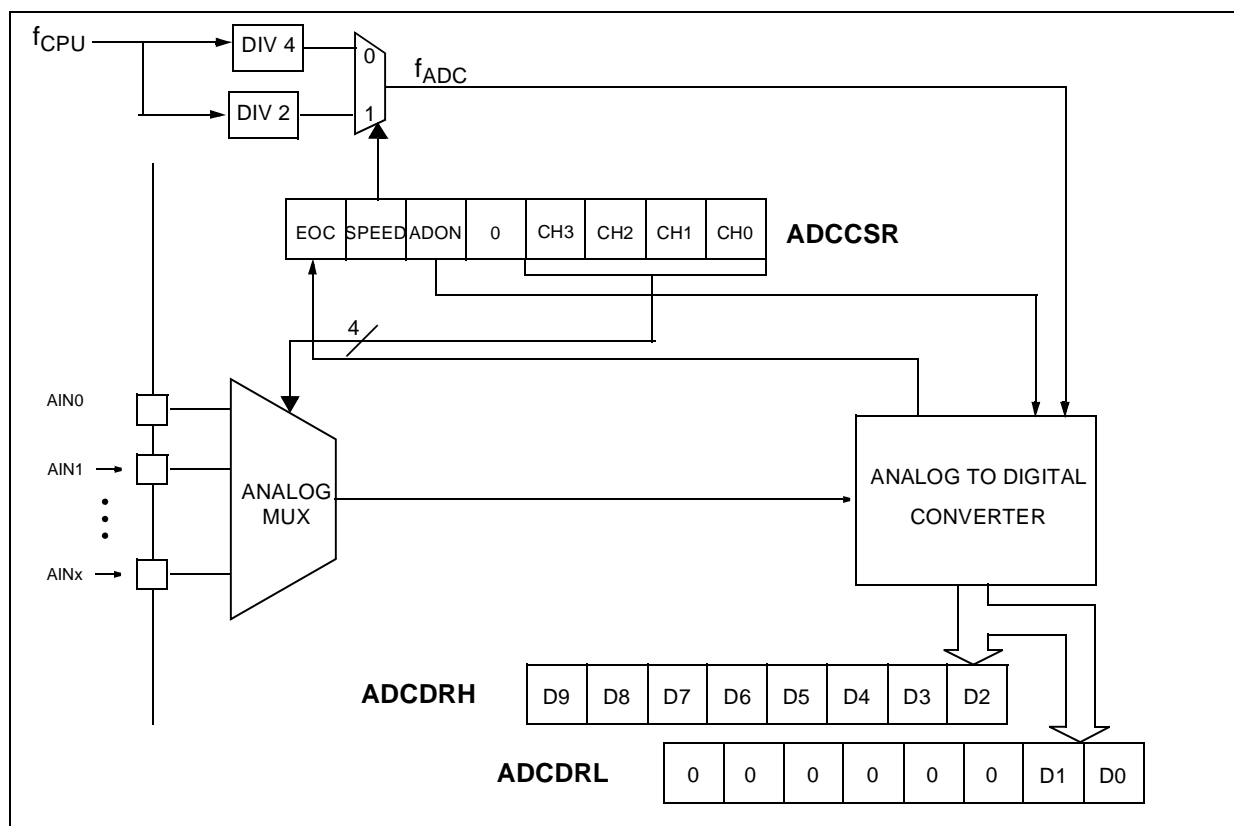 fCPU
DIV 4
0
fADC
DIV 2
1
EOC SPEED ADON 0 CH3 CH2 CH1 CH0
ADCCSR
4
AIN0
AIN1
ANALOG
MUX
ANALOG TO DIGITAL
CONVERTER
AINx
ADCDRH
D9 D8 D7 D6 D5 D4 D3 D2
ADCDRL
0 0 0 0 0 0 D1 D0